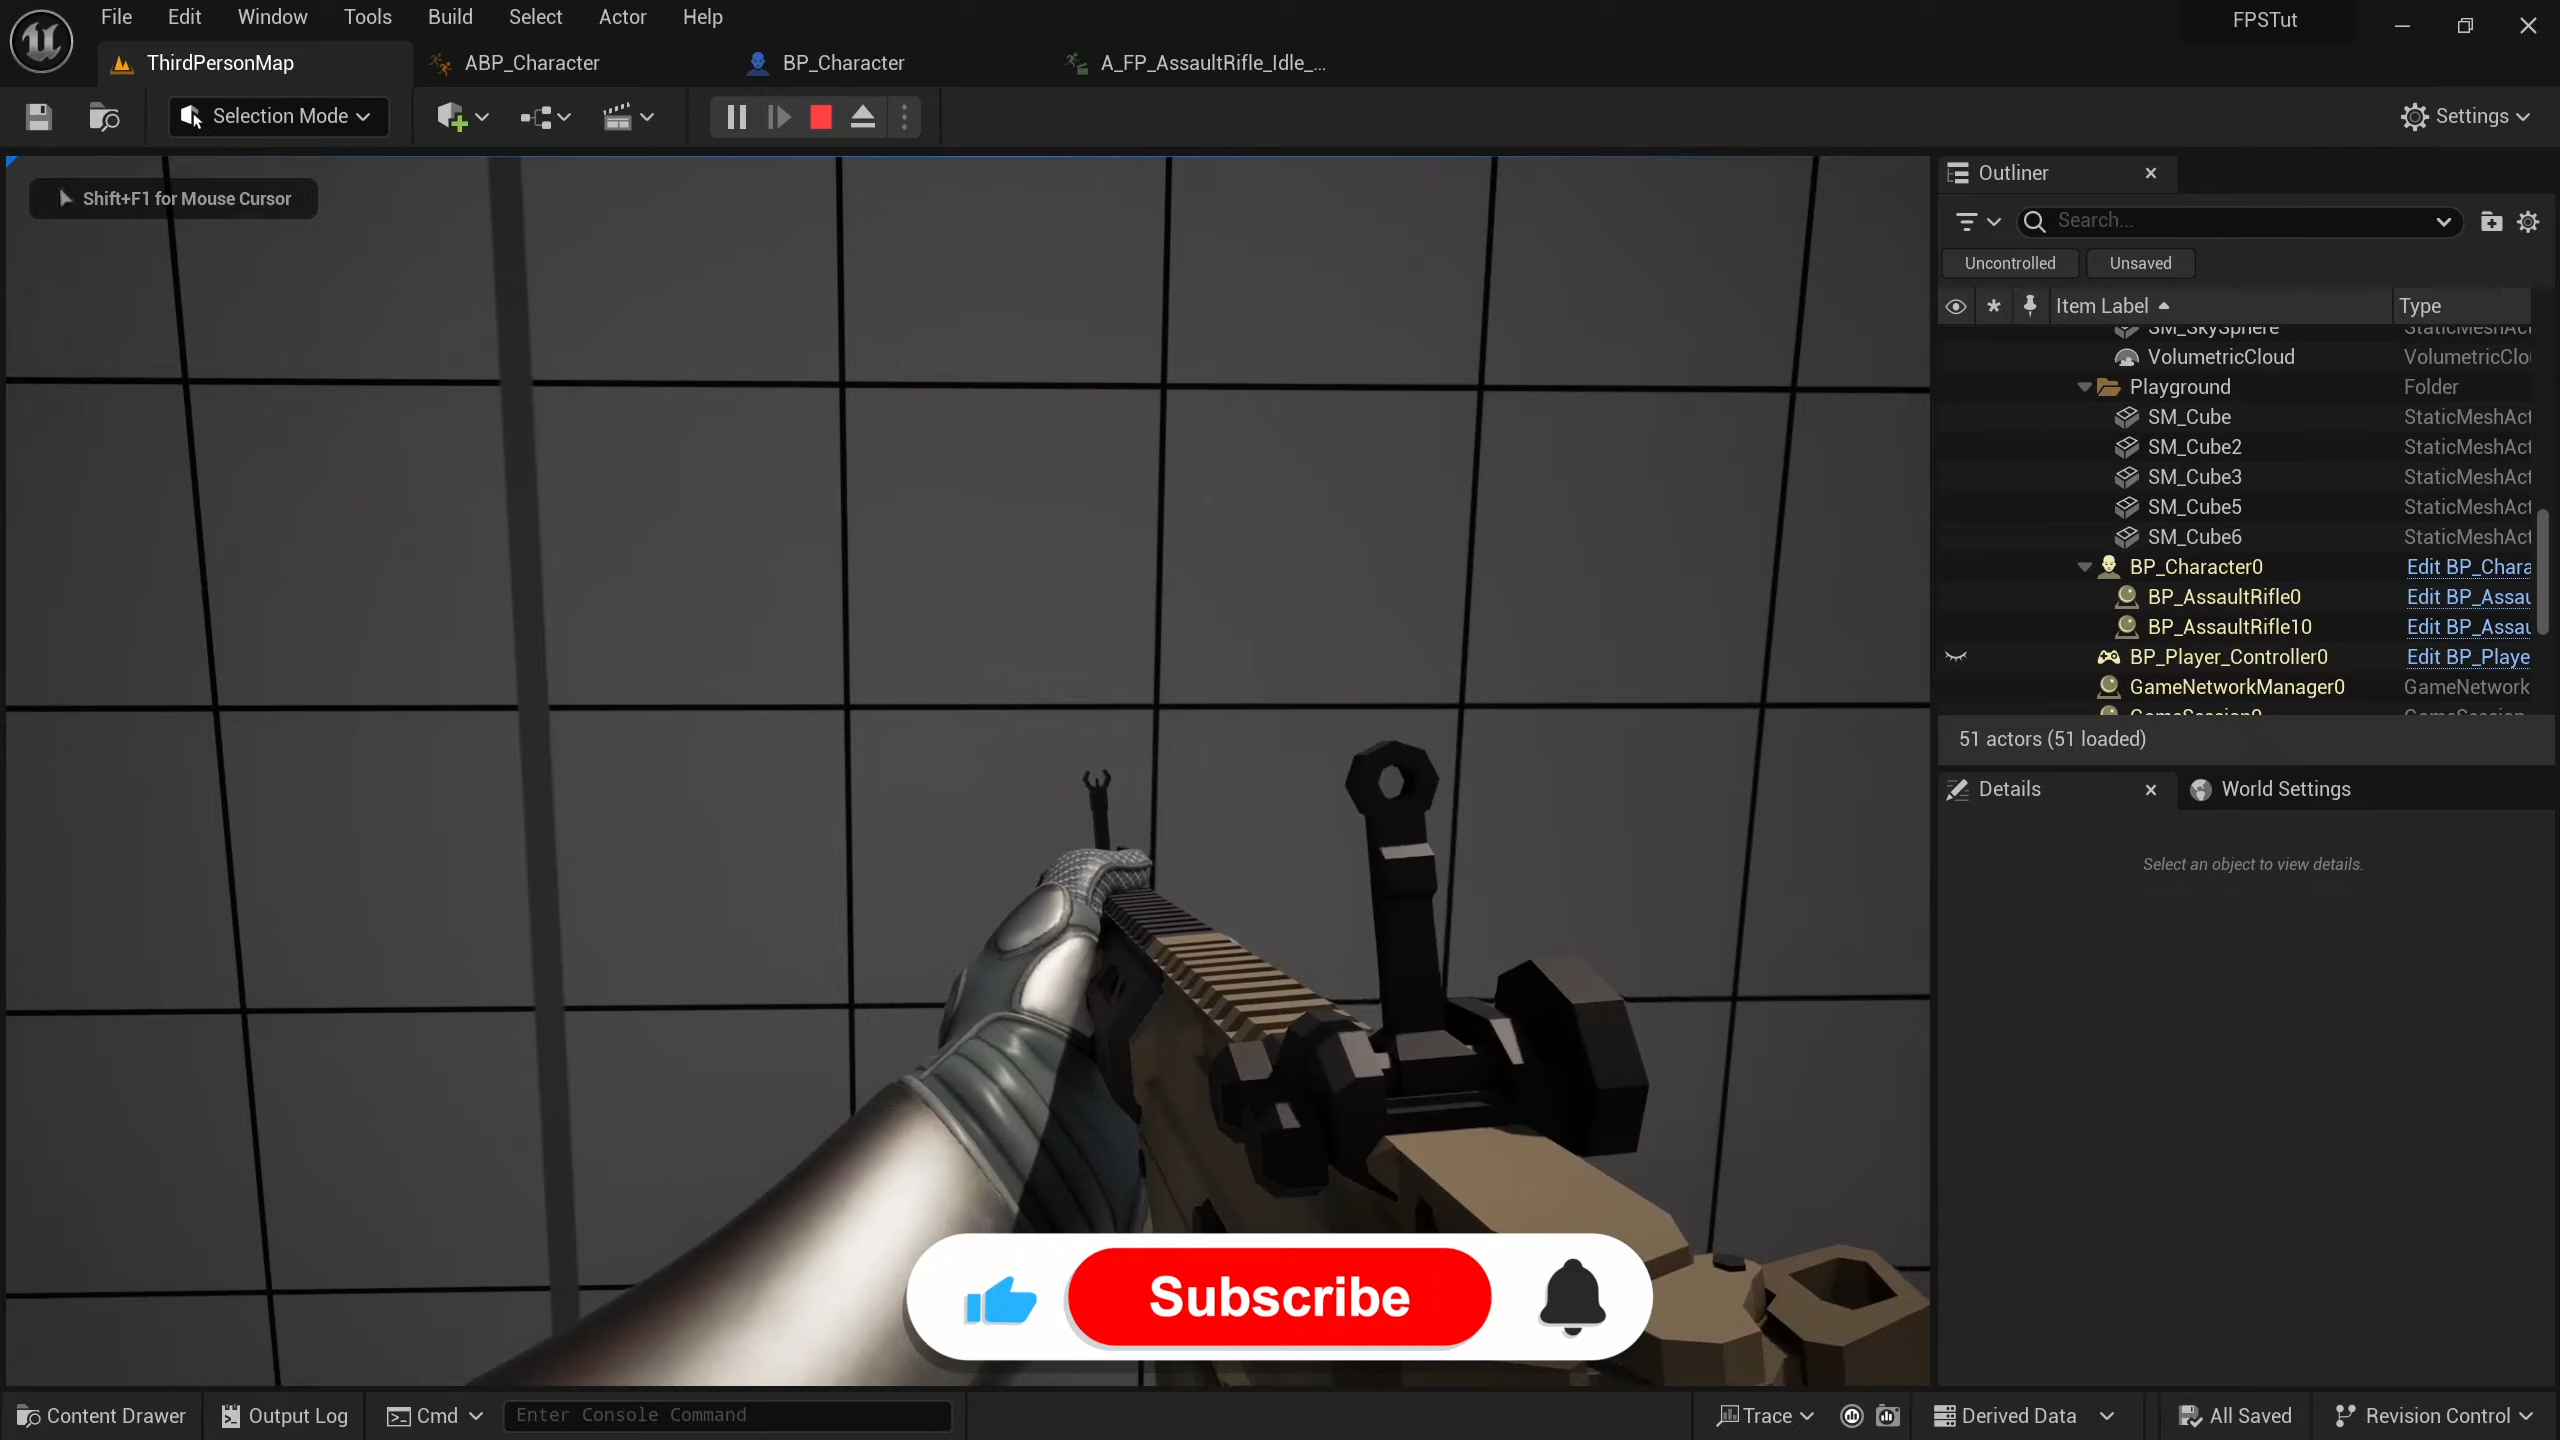 File Edit Window Tools Build Select Actor Help
FPSTut
ThirdPersonMap
ABP_Character
BP_Character
A_FP_AssaultRifle_Idle_...
Selection Mode
Settings
Shift+F1 for Mouse Cursor
Outliner
Search...
Uncontrolled
Unsaved
Item Label
Type
SM_SkySphere
VolumetricCloud VolumetricClo
Playground Folder
SM_Cube StaticMeshAct
SM_Cube2 StaticMeshAct
SM_Cube3 StaticMeshAct
SM_Cube5 StaticMeshAct
SM_Cube6 StaticMeshAct
BP_Character0 Edit BP_Chara
BP_AssaultRifle0 Edit BP_Assau
BP_AssaultRifle10 Edit BP_Assau
BP_Player_Controller0 Edit BP_Playe
GameNetworkManager0 GameNetwork
51 actors (51 loaded)
Details
World Settings
Select an object to view details.
Subscribe
Content Drawer
Output Log
Cmd
Enter Console Command
Trace
Derived Data
All Saved
Revision Control